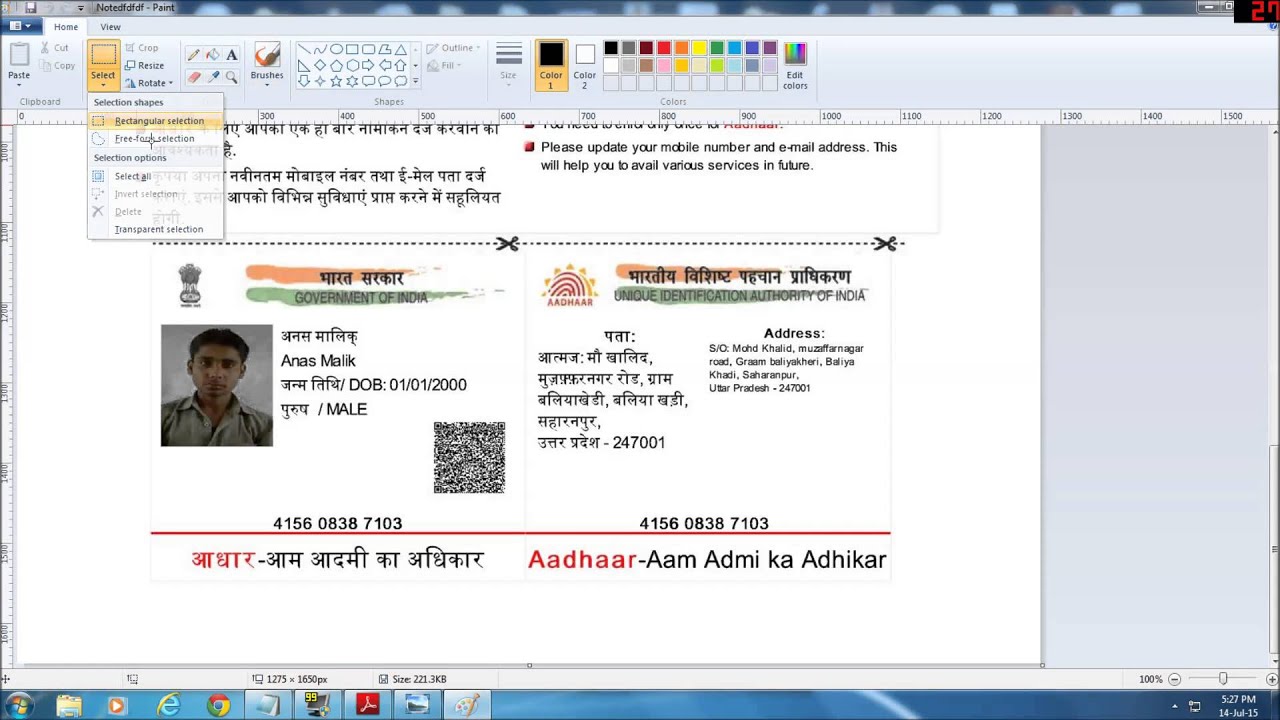 Notedfdfdf - Paint
27
Home View
Paste
Cut
Copy
Clipboard
Select
Crop
Resize
Rotate
Brushes
Shapes
Outline
Fill
Size
Color 1
Color 2
Colors
Edit colors
Selection shapes
Rectangular selection
Free-form selection
Selection options
Select all
Invert selection
Delete
Transparent selection
300 400 500 600 700 800 900 1000 1100 1200 1300 1400 1500
लिए आपको एक ही बार नामांकन दर्ज करवाने की
आवश्यकता है.
कृपया अपना नवीनतम मोबाइल नंबर तथा ई-मेल पता दर्ज
इससे आपको विभिन्न सुविधाएं प्राप्त करने में सहूलियत
होगी.
You need to enrol only once for Aadhaar.
Please update your mobile number and e-mail address. This
will help you to avail various services in future.
भारत सरकार
GOVERNMENT OF INDIA
अनस मालिक्
Anas Malik
जन्म तिथि/ DOB: 01/01/2000
पुरुष / MALE
4156 0838 7103
आधार-आम आदमी का अधिकार
AADHAAR
भारतीय विशिष्ट पहचान प्राधिकरण
UNIQUE IDENTIFICATION AUTHORITY OF INDIA
पता:
आत्मज: मौ खालिद,
मुज़फ़्फ़रनगर रोड, ग्राम
बलियाखेडी, बलिया खड़ी,
सहारनपुर,
उत्तर प्रदेश - 247001
Address:
S/O: Mohd Khalid, muzaffarnagar
road, Graam baliyakheri, Baliya
Khadi, Saharanpur,
Uttar Pradesh - 247001
4156 0838 7103
Aadhaar-Aam Admi ka Adhikar
1275 × 1650px
Size: 221.3KB
100%
99
5:27 PM
14-Jul-15